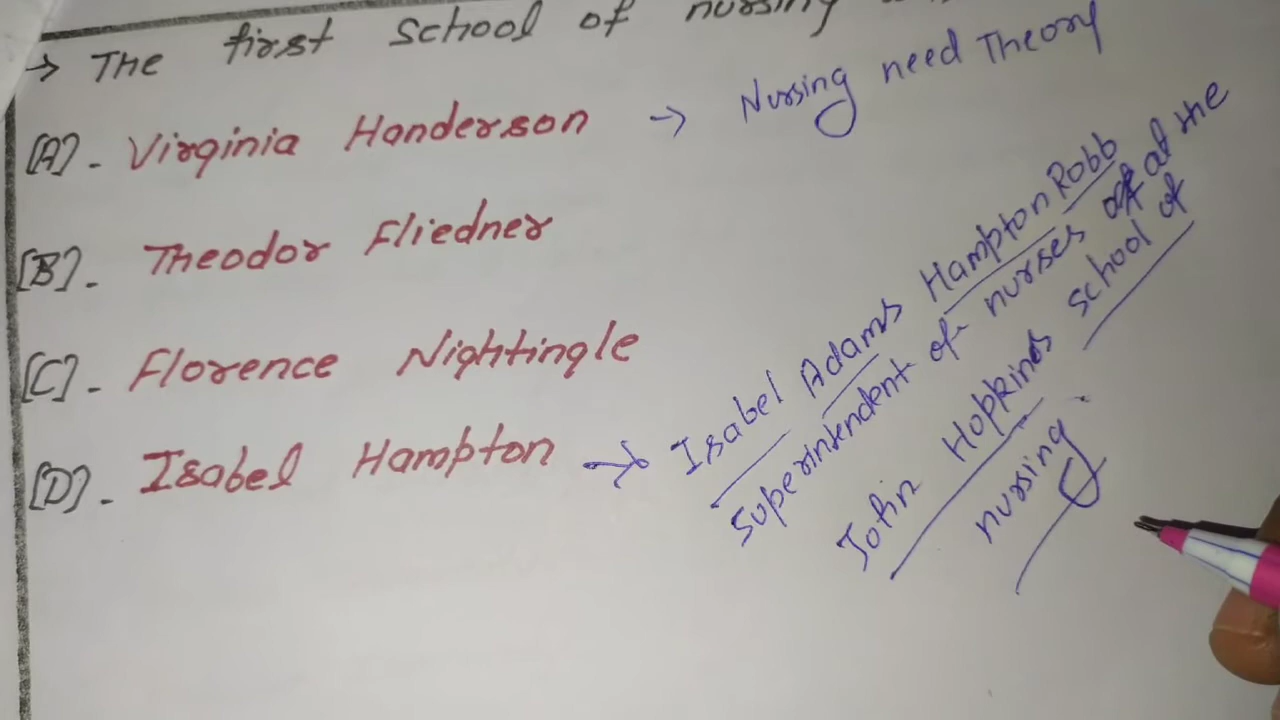 → The first school of nursing
[A]. Virginia Handerson → Nursing need Theory
[B]. Theodor Fliedner
[C]. Florence Nightingle
[D]. Isabel Hampton → Isabel Adams Hampton Robb
Superintendent of nurses at the
John Hopkins school of
nursing.